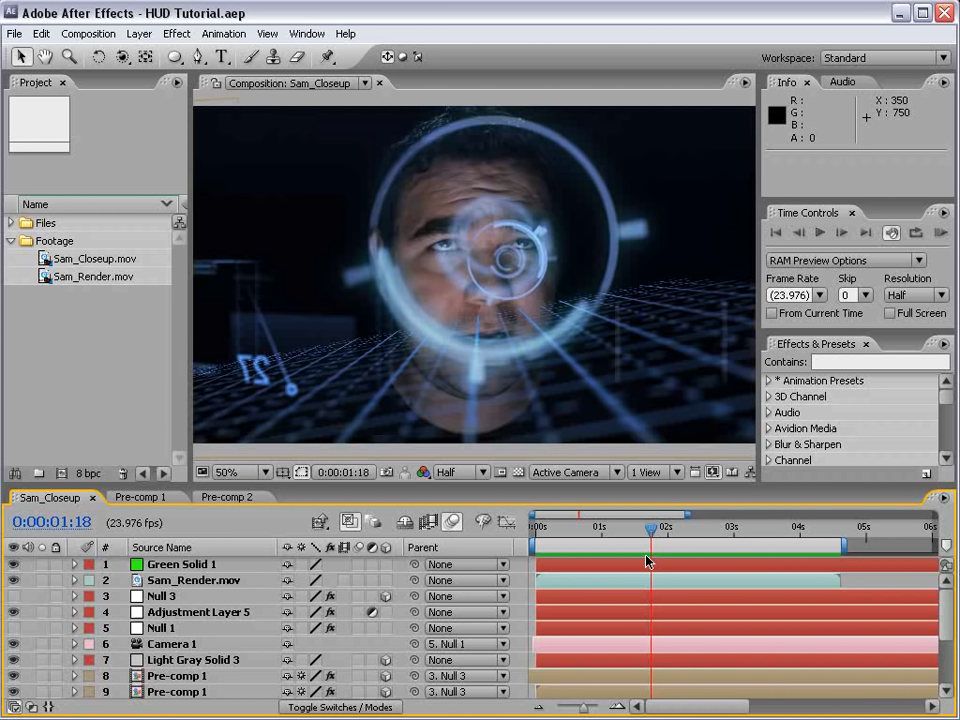 Adobe After Effects - HUD Tutorial.aep
File Edit Composition Layer Effect Animation View Window Help
Workspace: Standard
Project
Composition: Sam_Closeup
Info Audio
R :
G :
B :
A : 0
X : 350
Y : 750
Name
Files
Footage
Sam_Closeup.mov
Sam_Render.mov
8 bpc
27
50%
0:00:01:18
Half
Active Camera
1 View
Time Controls
RAM Preview Options
Frame Rate Skip Resolution
(23.976) 0 Half
From Current Time Full Screen
Effects & Presets
Contains:
* Animation Presets
3D Channel
Audio
Avidion Media
Blur & Sharpen
Channel
Sam_Closeup Pre-comp 1 Pre-comp 2
0:00:01:18 (23.976 fps)
:00s 01s 02s 03s 04s 05s 06s
# Source Name Parent
1 Green Solid 1 None
2 Sam_Render.mov None
3 Null 3 None
4 Adjustment Layer 5 None
5 Null 1 None
6 Camera 1 5. Null 1
7 Light Gray Solid 3 None
8 Pre-comp 1 3. Null 3
9 Pre-comp 1 3. Null 3
Toggle Switches / Modes